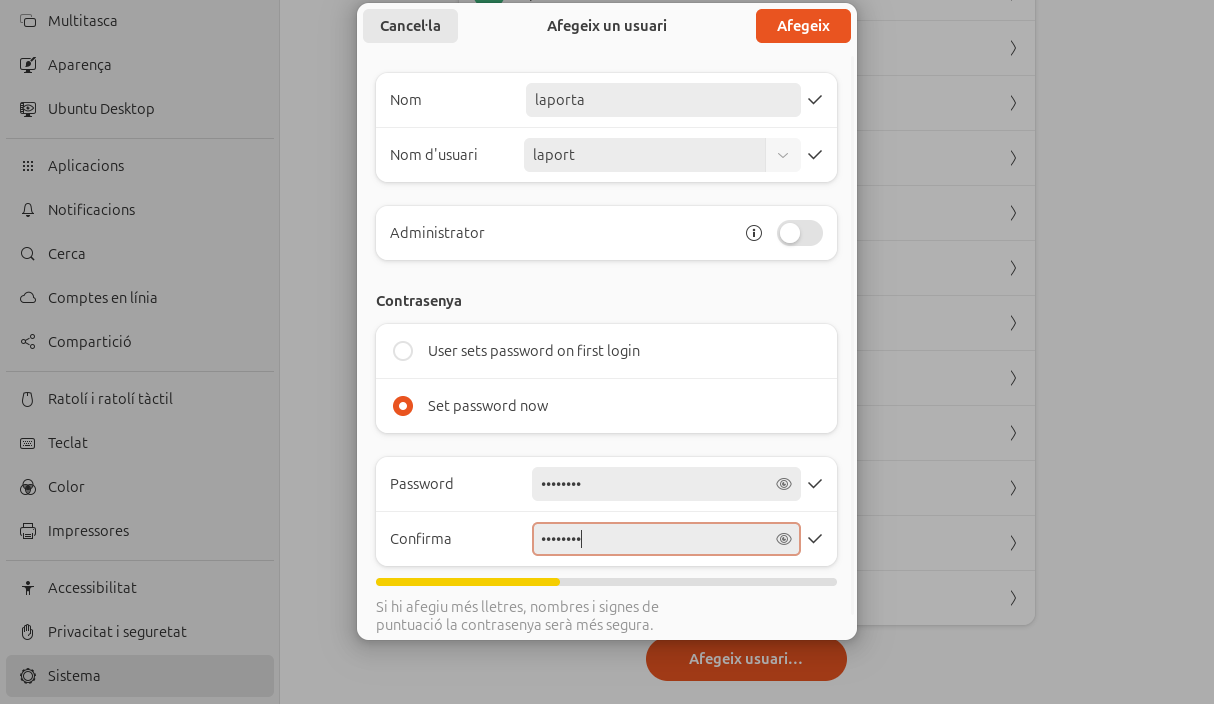 Multitasca
Aparença
Ubuntu Desktop
Aplicacions
Notificacions
Cerca
Comptes en línia
Compartició
Ratolí i ratolí tàctil
Teclat
Color
Impressores
Accessibilitat
Privacitat i seguretat
Sistema
Cancel·la
Afegeix un usuari
Afegeix
Nom
laporta
Nom d'usuari
laport
Administrator
Contrasenya
User sets password on first login
Set password now
Password
••••••••
Confirma
••••••••
Si hi afegiu més lletres, nombres i signes de
puntuació la contrasenya serà més segura.
Afegeix usuari…